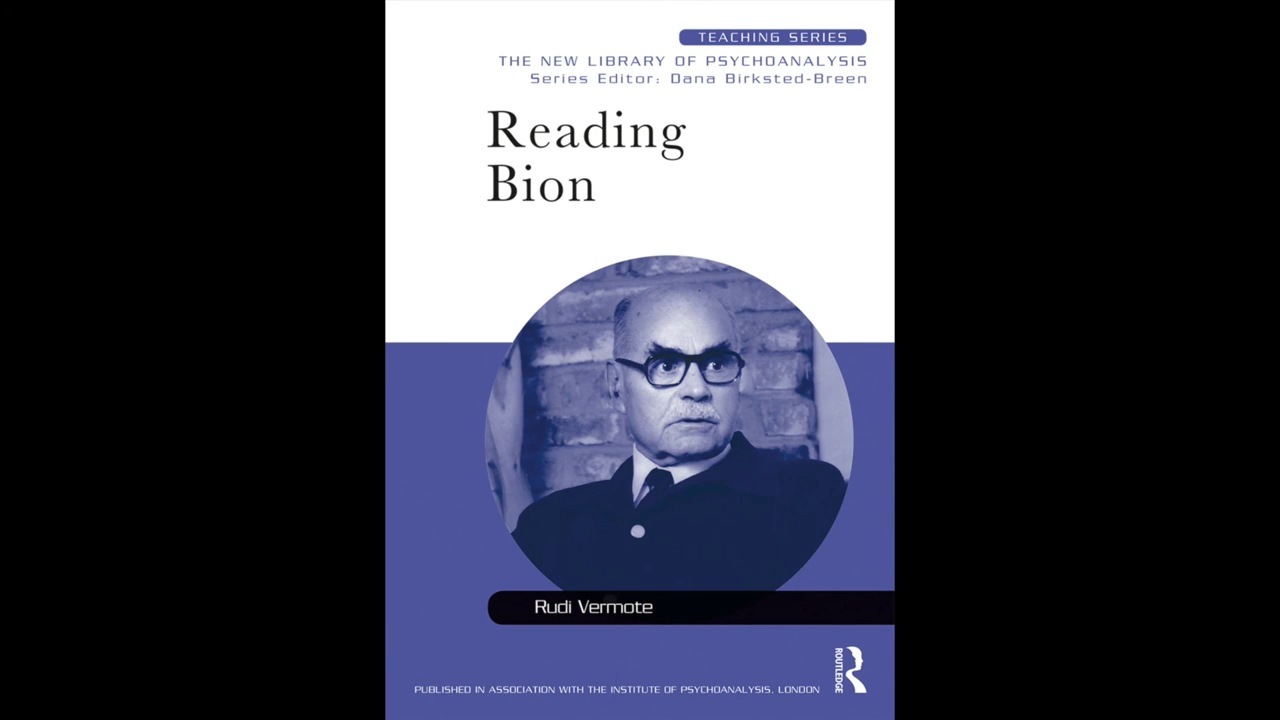 TEACHING SERIES
THE NEW LIBRARY OF PSYCHOANALYSIS
Series Editor: Dana Birksted-Breen
Reading
Bion
Rudi Vermote
ROUTLEDGE
PUBLISHED IN ASSOCIATION WITH THE INSTITUTE OF PSYCHOANALYSIS, LONDON